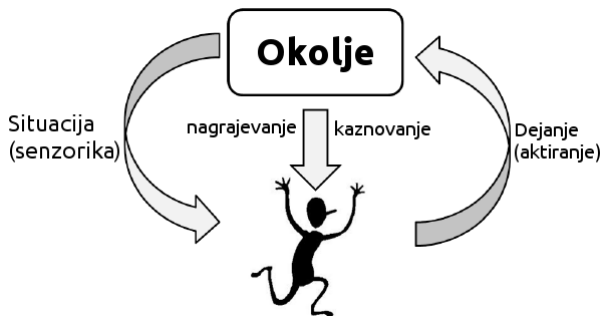 Okolje
Situacija
(senzorika)
nagrajevanje
kaznovanje
Dejanje
(aktiranje)